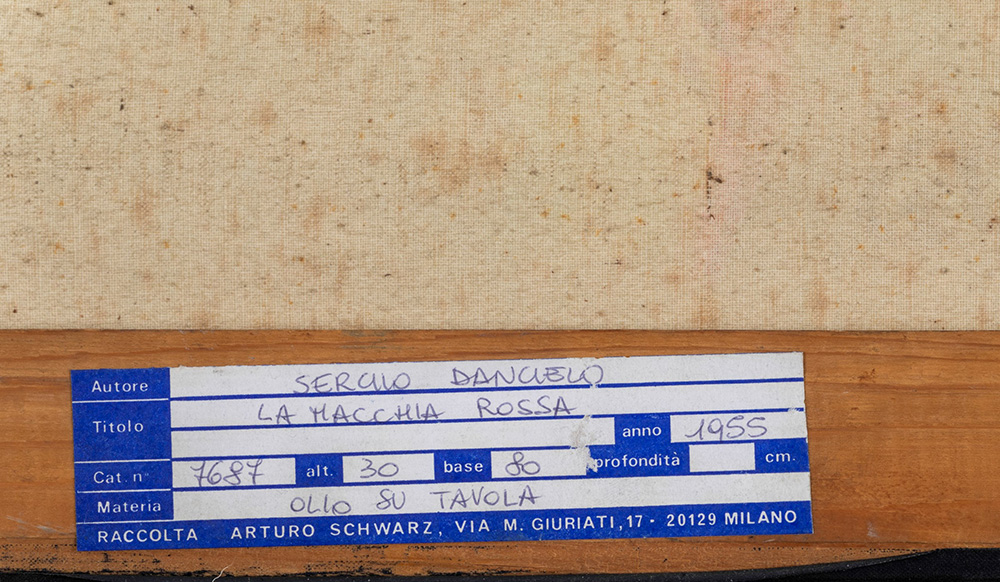 Autore SERGIO DANGELO
Titolo LA MACCHIA ROSSA
anno 1955
Cat. n° 7687 alt. 30 base 80 profondità cm.
Materia OLIO SU TAVOLA
RACCOLTA ARTURO SCHWARZ, VIA M. GIURIATI, 17 - 20129 MILANO